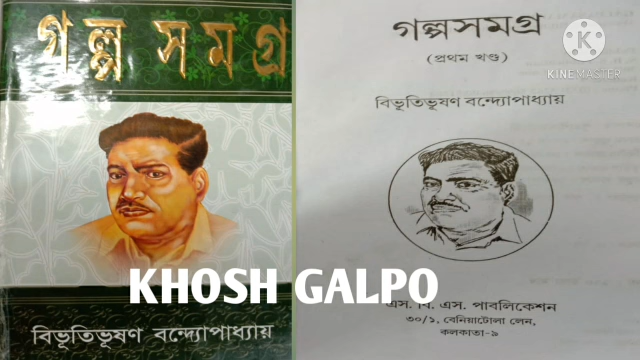 গল্প সমগ্র
বিভূতিভূষণ বন্দ্যোপাধ্যায়
গল্পসমগ্র
(প্রথম খণ্ড)
বিভূতিভূষণ বন্দ্যোপাধ্যায়
KINEMASTER
KHOSH GALPO
এস. বি. এস. পাবলিকেশন
৩০/১, বেনিয়াটোলা লেন,
কলকাতা-৯